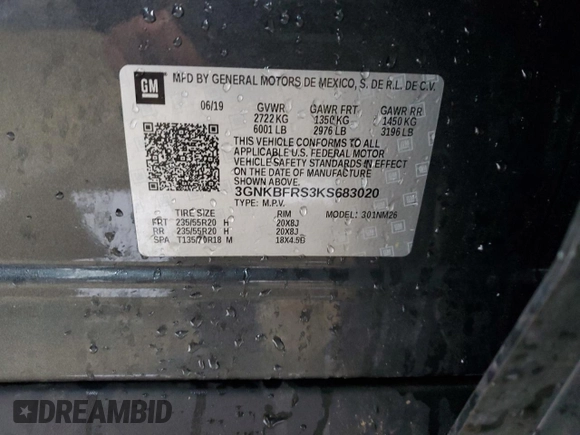 GM
MFD BY GENERAL MOTORS DE MEXICO, S. DE R.L. DE C.V.
06/19 GVWR GAWR FRT GAWR RR
2722 KG 1350 KG 1450 KG
6001 LB 2976 LB 3196 LB
THIS VEHICLE CONFORMS TO ALL
APPLICABLE U.S. FEDERAL MOTOR
VEHICLE SAFETY STANDARDS IN EFFECT
ON THE DATE OF MANUFACTURE
SHOWN ABOVE.
3GNKBFRS3KS683020
TYPE: M.P.V. MODEL: 301NM26
TIRE SIZE RIM
FRT 235/55R20 H 20X8J
RR 235/55R20 H 20X8J
SPA T135/70R18 M 18X4.5
DREAMBID